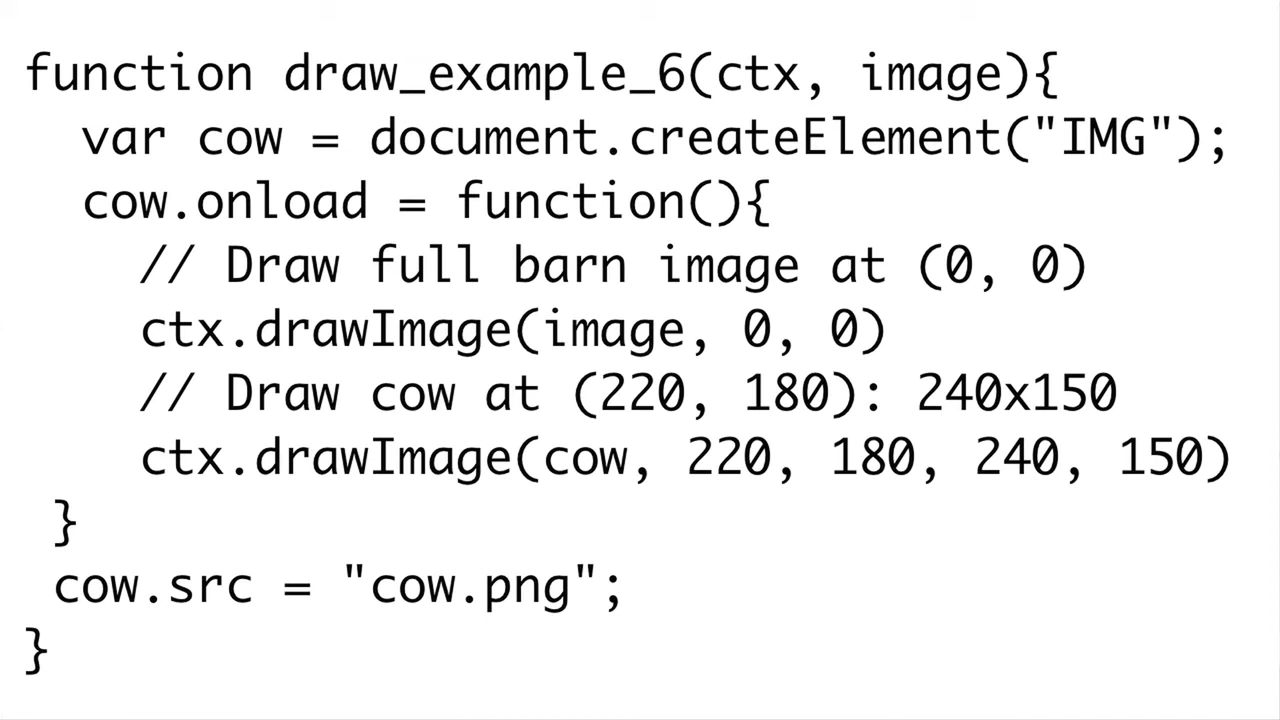 function draw_example_6(ctx, image){
var cow = document.createElement("IMG");
cow.onload = function(){
// Draw full barn image at (0, 0)
ctx.drawImage(image, 0, 0)
// Draw cow at (220, 180): 240x150
ctx.drawImage(cow, 220, 180, 240, 150)
}
cow.src = "cow.png";
}